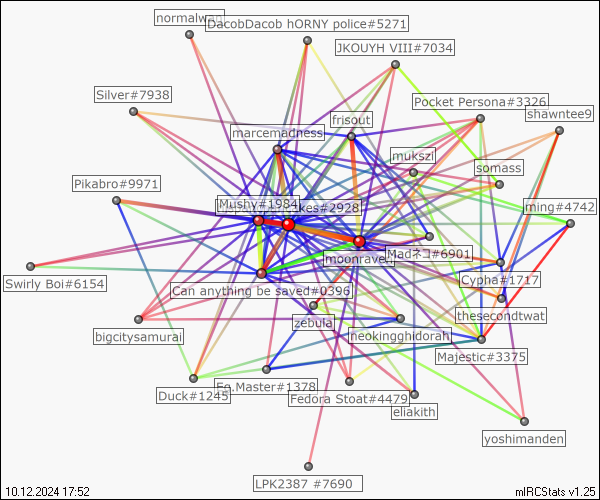 normalwan
DacobDacob hORNY police#5271
JKOUYH VIII#7034
Silver#7938
Pocket Persona#3326
shawntee9
frisout
marcemadness
mukszi
somass
Pikabro#9971
Mushy#1984
kes#2928
ming#4742
Madネコ#6901
moonraven
Cypha#1717
Swirly Boi#6154
Can anything be saved#0396
thesecondtwat
zebula
neokingghidorah
bigcitysamurai
Majestic#3375
Eg.Master#1378
Duck#1245
Fedora Stoat#4479
eliakith
yoshimanden
LPK2387 #7690
10.12.2024 17:52
mIRCStats v1.25